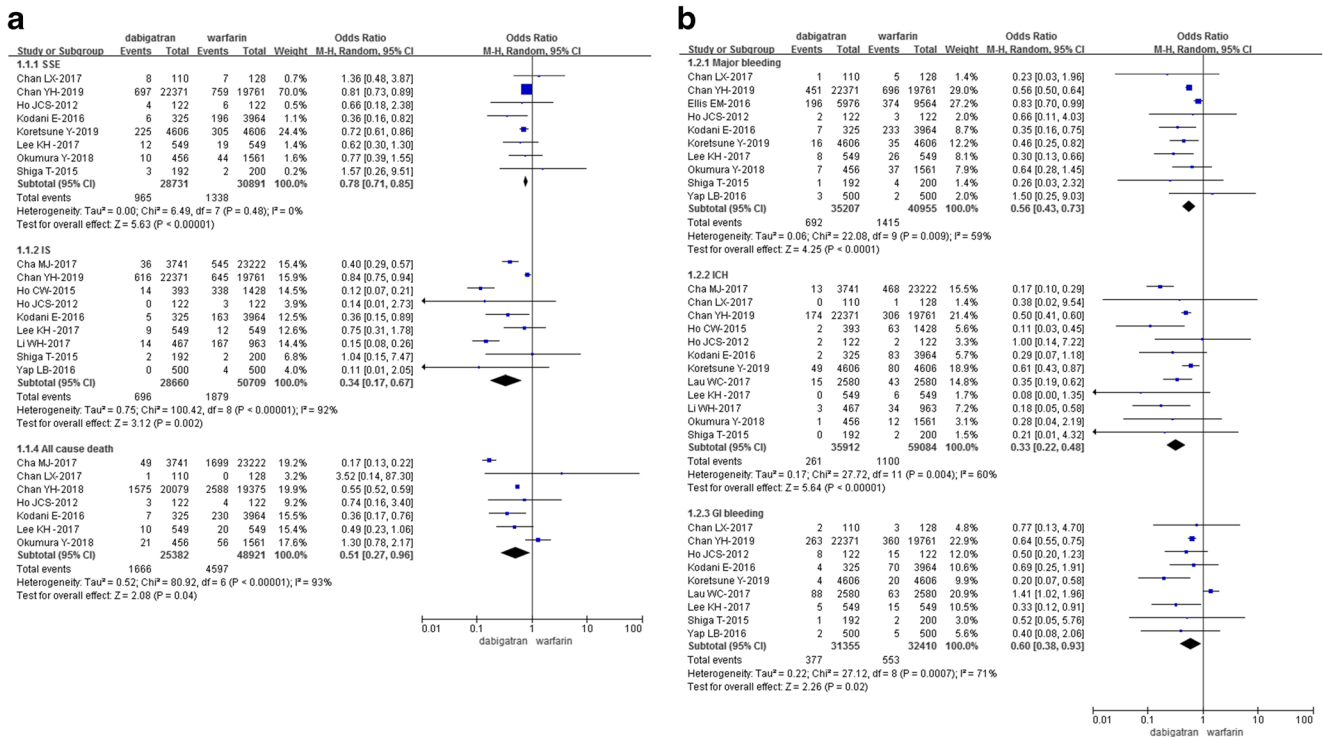 a
dabigatran warfarin Odds Ratio Odds Ratio
Study or Subgroup Events Total Events Total Weight M-H, Random, 95% CI M-H, Random, 95% CI
1.1.1 SSE
Chan LX-2017 8 110 7 128 0.7% 1.36 [0.48, 3.87]
Chan YH-2019 697 22371 759 19761 70.0% 0.81 [0.73, 0.89]
Ho JCS-2012 4 122 6 122 0.5% 0.66 [0.18, 2.38]
Kodani E-2016 6 325 196 3964 1.1% 0.36 [0.16, 0.82]
Koretsune Y-2019 225 4606 305 4606 24.4% 0.72 [0.61, 0.86]
Lee KH -2017 12 549 19 549 1.5% 0.62 [0.30, 1.30]
Okumura Y-2018 10 456 44 1561 1.6% 0.77 [0.39, 1.55]
Shiga T-2015 3 192 2 200 0.2% 1.57 [0.26, 9.51]
Subtotal (95% CI) 28731 30891 100.0% 0.78 [0.71, 0.85]
Total events 965 1338
Heterogeneity: Tau² = 0.00; Chi² = 6.49, df = 7 (P = 0.48); I² = 0%
Test for overall effect: Z = 5.63 (P < 0.00001)
1.1.2 IS
Cha MJ-2017 36 3741 545 23222 15.4% 0.40 [0.29, 0.57]
Chan YH-2019 616 22371 645 19761 15.9% 0.84 [0.75, 0.94]
Ho CW-2015 14 393 338 1428 14.4% 0.12 [0.07, 0.21]
Ho JCS-2012 0 122 3 122 3.9% 0.14 [0.01, 2.73]
Kodani E-2016 5 325 163 3964 12.4% 0.36 [0.15, 0.89]
Lee KH -2017 9 549 12 549 12.6% 0.75 [0.31, 1.78]
Li WH-2017 14 467 167 963 14.4% 0.15 [0.08, 0.26]
Shiga T-2015 2 192 2 200 6.8% 1.04 [0.15, 7.47]
Yap LB-2016 0 500 4 500 4.0% 0.11 [0.01, 2.05]
Subtotal (95% CI) 28660 50709 100.0% 0.34 [0.17, 0.67]
Total events 696 1879
Heterogeneity: Tau² = 0.75; Chi² = 100.42, df = 8 (P < 0.00001); I² = 92%
Test for overall effect: Z = 3.12 (P = 0.002)
1.1.4 All cause death
Cha MJ-2017 49 3741 1699 23222 19.2% 0.17 [0.13, 0.22]
Chan LX-2017 1 110 0 128 3.2% 3.52 [0.14, 87.30]
Chan YH-2018 1575 20079 2588 19375 19.9% 0.55 [0.52, 0.59]
Ho JCS-2012 3 122 4 122 9.2% 0.74 [0.16, 3.40]
Kodani E-2016 7 325 230 3964 15.5% 0.36 [0.17, 0.76]
Lee KH -2017 10 549 20 549 15.4% 0.49 [0.23, 1.06]
Okumura Y-2018 21 456 56 1561 17.7% 1.30 [0.78, 2.17]
Subtotal (95% CI) 25382 48921 100.0% 0.51 [0.27, 0.96]
Total events 1666 4597
Heterogeneity: Tau² = 0.52; Chi² = 80.92, df = 6 (P < 0.00001); I² = 93%
Test for overall effect: Z = 2.08 (P = 0.04)
0.01 0.1 1 10 100
dabigatran warfarin
b
dabigatran warfarin Odds Ratio Odds Ratio
Study or Subgroup Events Total Events Total Weight M-H, Random, 95% CI M-H, Random, 95% CI
1.2.1 Major bleeding
Chan LX-2017 1 110 5 128 1.4% 0.23 [0.03, 1.96]
Chan YH-2019 451 22371 696 19761 30.1% 0.56 [0.50, 0.64]
Ellis EM-2016 196 5976 374 9564 27.2% 0.83 [0.70, 0.99]
Ho JCS-2012 2 122 3 122 2.0% 0.66 [0.11, 4.03]
Kodani E-2016 7 325 233 3964 8.5% 0.35 [0.16, 0.75]
Koretsune Y-2019 16 4606 35 4606 11.9% 0.46 [0.25, 0.82]
Lee KH -2017 8 549 26 549 8.1% 0.30 [0.13, 0.66]
Okumura Y-2018 7 456 37 1561 7.7% 0.64 [0.28, 1.45]
Shiga T-2015 1 192 4 200 1.4% 0.26 [0.03, 2.32]
Yap LB-2016 3 500 2 500 2.0% 1.50 [0.25, 9.03]
Subtotal (95% CI) 35207 40955 100.0% 0.56 [0.43, 0.73]
Total events 692 1415
Heterogeneity: Tau² = 0.06; Chi² = 22.08, df = 9 (P = 0.009); I² = 59%
Test for overall effect: Z = 4.25 (P < 0.0001)
1.2.2 ICH
Cha MJ-2017 13 3741 468 23222 15.5% 0.17 [0.10, 0.29]
Chan LX-2017 0 110 1 128 1.4% 0.38 [0.02, 9.54]
Chan YH-2019 174 22371 306 19761 21.4% 0.50 [0.41, 0.60]
Ho CW-2015 2 393 63 1428 5.6% 0.11 [0.03, 0.45]
Ho JCS-2012 2 122 2 122 3.3% 1.00 [0.14, 7.22]
Kodani E-2016 2 325 83 3964 5.7% 0.29 [0.07, 1.18]
Koretsune Y-2019 49 4606 80 4606 19.2% 0.61 [0.43, 0.87]
Lau WC-2017 15 2580 43 2580 14.8% 0.35 [0.19, 0.62]
Lee KH -2017 0 549 6 549 1.7% 0.08 [0.00, 1.35]
Li WH-2017 3 467 34 963 7.2% 0.18 [0.05, 0.58]
Okumura Y-2018 1 456 12 1561 3.1% 0.28 [0.04, 2.19]
Shiga T-2015 0 192 2 200 1.5% 0.21 [0.01, 4.32]
Subtotal (95% CI) 35912 59084 100.0% 0.33 [0.22, 0.48]
Total events 261 1100
Heterogeneity: Tau² = 0.17; Chi² = 27.72, df = 11 (P = 0.004); I² = 60%
Test for overall effect: Z = 5.64 (P < 0.00001)
1.2.3 GI bleeding
Chan LX-2017 2 110 3 128 4.8% 0.77 [0.13, 4.70]
Chan YH-2019 263 22371 360 19761 22.9% 0.64 [0.55, 0.75]
Ho JCS-2012 8 122 15 122 12.2% 0.50 [0.20, 1.23]
Kodani E-2016 4 325 70 3964 10.6% 0.69 [0.25, 1.91]
Koretsune Y-2019 4 4606 20 4606 9.9% 0.20 [0.07, 0.58]
Lau WC-2017 88 2580 63 2580 20.9% 1.41 [1.02, 1.96]
Lee KH -2017 5 549 15 549 10.5% 0.33 [0.12, 0.91]
Shiga T-2015 1 192 2 200 3.0% 0.52 [0.05, 5.76]
Yap LB-2016 2 500 5 500 5.6% 0.40 [0.08, 2.06]
Subtotal (95% CI) 31355 32410 100.0% 0.60 [0.38, 0.93]
Total events 377 553
Heterogeneity: Tau² = 0.22; Chi² = 27.12, df = 8 (P = 0.0007); I² = 71%
Test for overall effect: Z = 2.26 (P = 0.02)
0.01 0.1 1 10 100
dabigatran warfarin